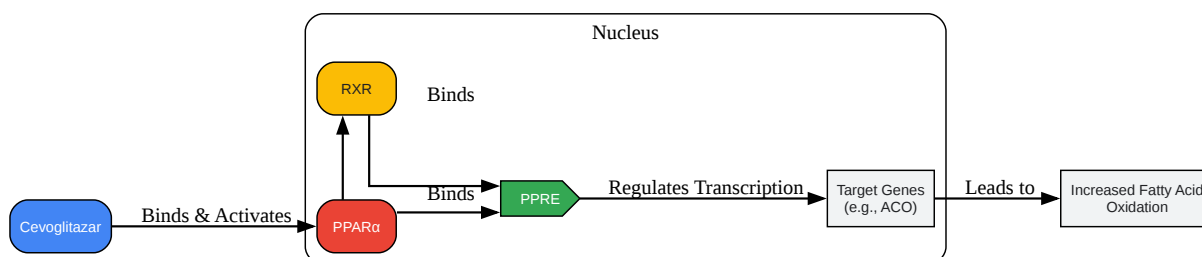 Nucleus
RXR
Binds
Binds
PPRE
Regulates Transcription
Target Genes
(e.g., ACO)
Leads to
Increased Fatty Acid
Oxidation
Cevoglitazar
Binds & Activates
PPARα